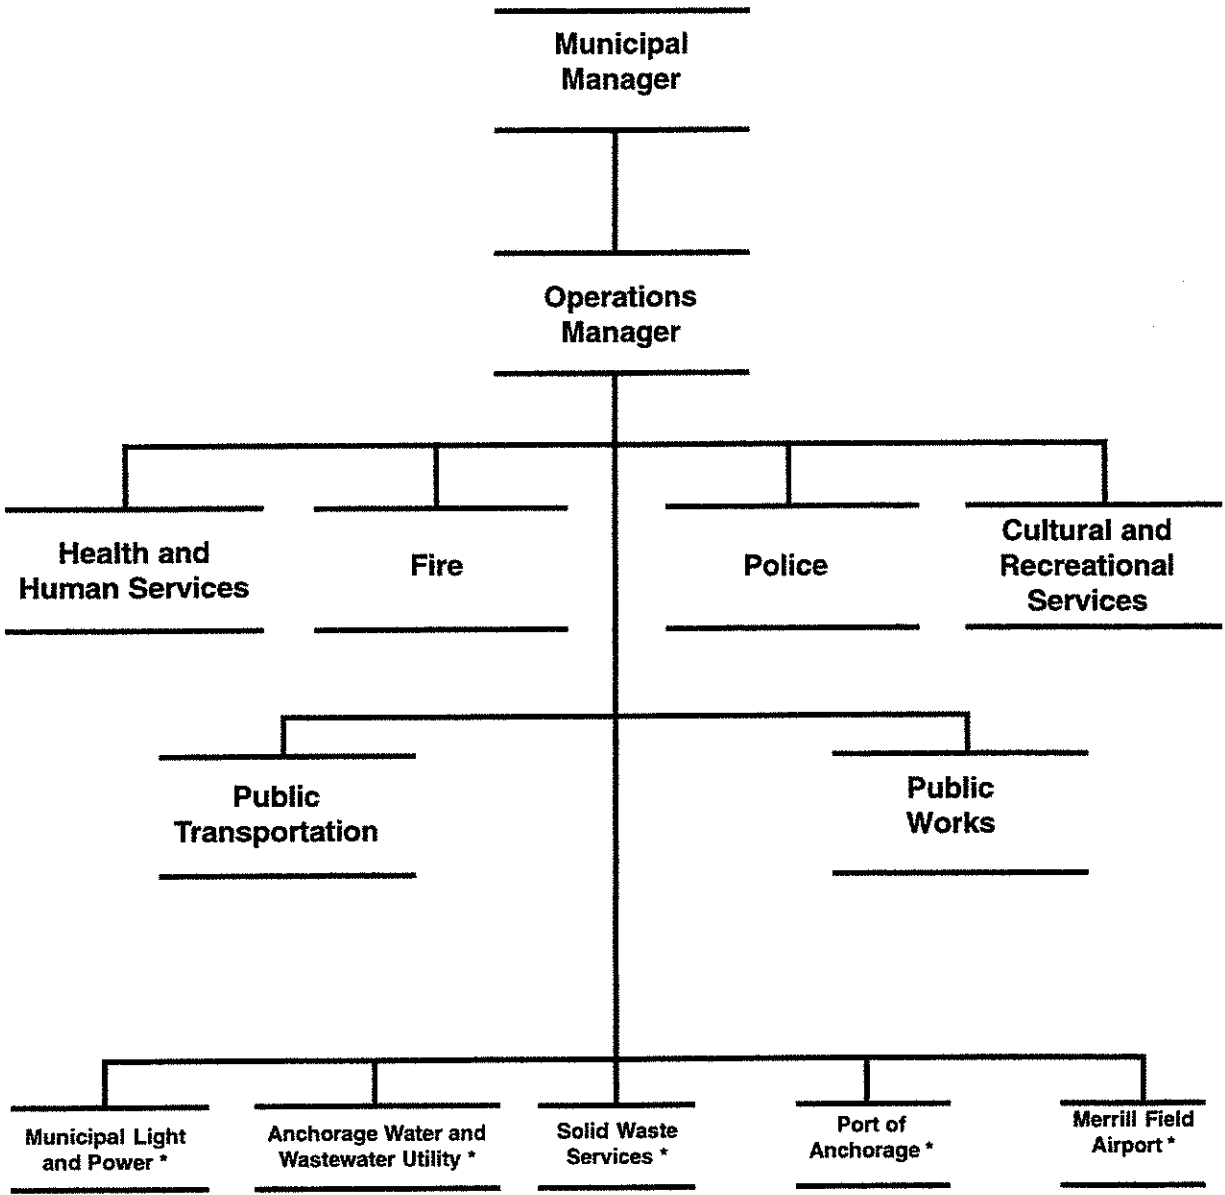 Municipal
Manager
Operations
Manager
Health and
Human Services
Fire
Police
Cultural and
Recreational
Services
Public
Transportation
Public
Works
Municipal Light
and Power *
Anchorage Water and
Wastewater Utility *
Solid Waste
Services *
Port of
Anchorage *
Merrill Field
Airport *